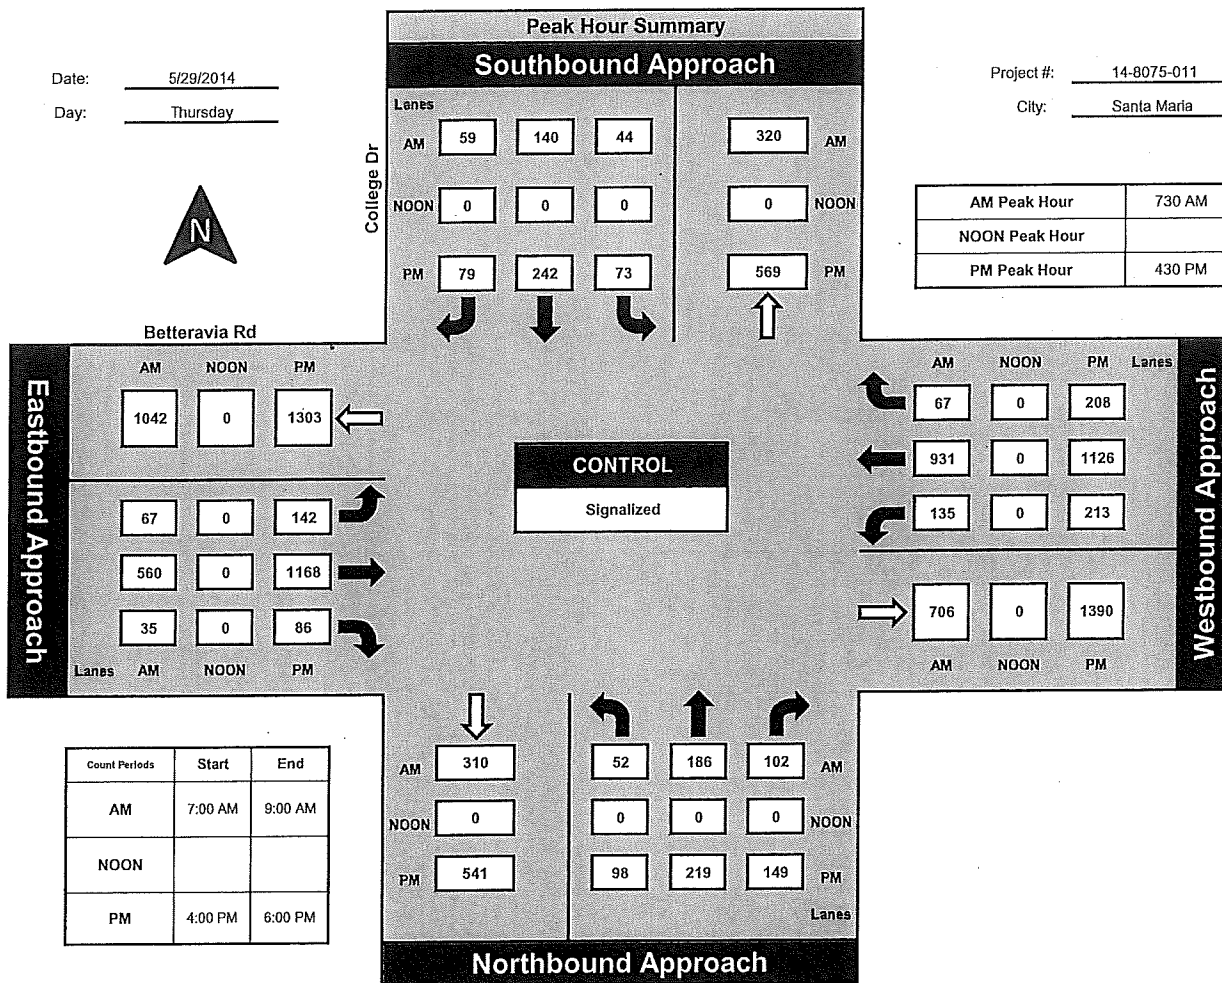 Peak Hour Summary
Southbound Approach
Date: 5/29/2014
Day: Thursday
Project #: 14-8075-011
City: Santa Maria
N
College Dr
Lanes
AM 59 140 44 320 AM
NOON 0 0 0 0 NOON
PM 79 242 73 569 PM
AM Peak Hour 730 AM
NOON Peak Hour
PM Peak Hour 430 PM
Betteravia Rd
Eastbound Approach
AM NOON PM
1042 0 1303
67 0 142
560 0 1168
35 0 86
Lanes AM NOON PM
CONTROL
Signalized
Westbound Approach
AM NOON PM Lanes
67 0 208
931 0 1126
135 0 213
706 0 1390
AM NOON PM
Count Periods Start End
AM 7:00 AM 9:00 AM
NOON
PM 4:00 PM 6:00 PM
AM 310 52 186 102 AM
NOON 0 0 0 0 NOON
PM 541 98 219 149 PM
Lanes
Northbound Approach